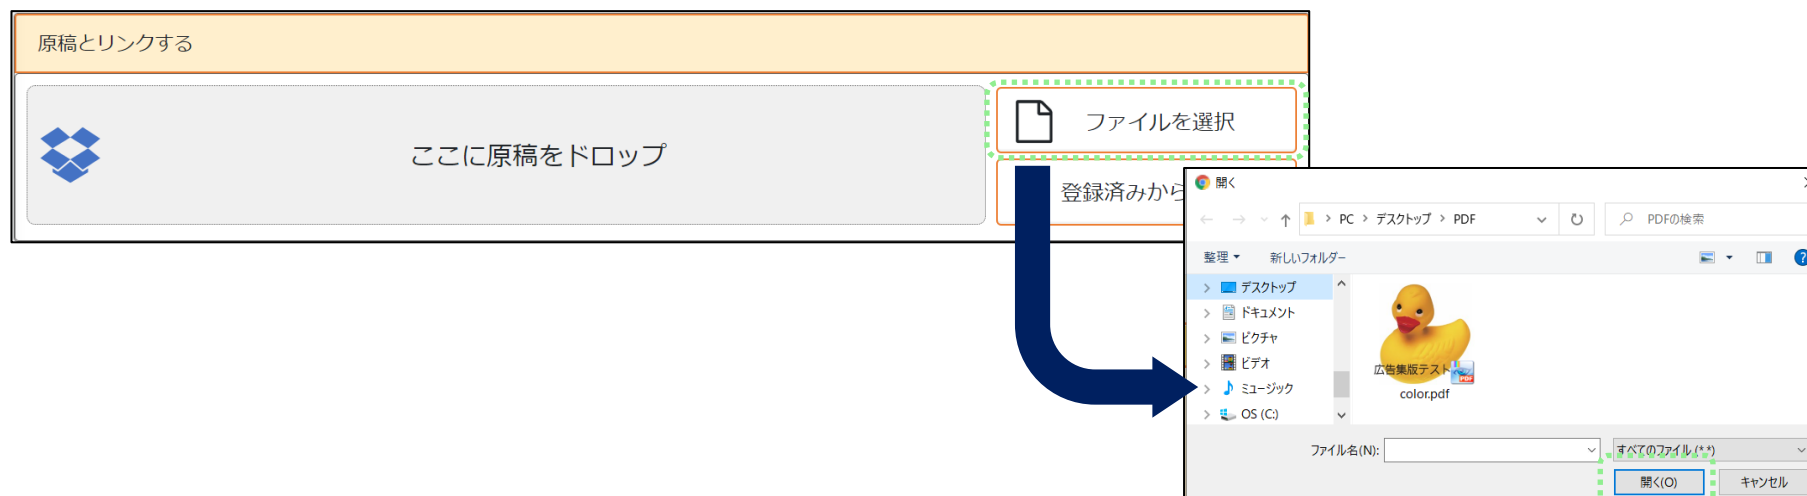 原稿とリンクする
ここに原稿をドロップ
ファイルを選択
登録済みから
開く
PC > デスクトップ > PDF
PDFの検索
整理
新しいフォルダー
デスクトップ
ドキュメント
ピクチャ
ビデオ
ミュージック
OS (C:)
広告集版テスト
color.pdf
ファイル名(N):
すべてのファイル (*.*)
開く(O)
キャンセル